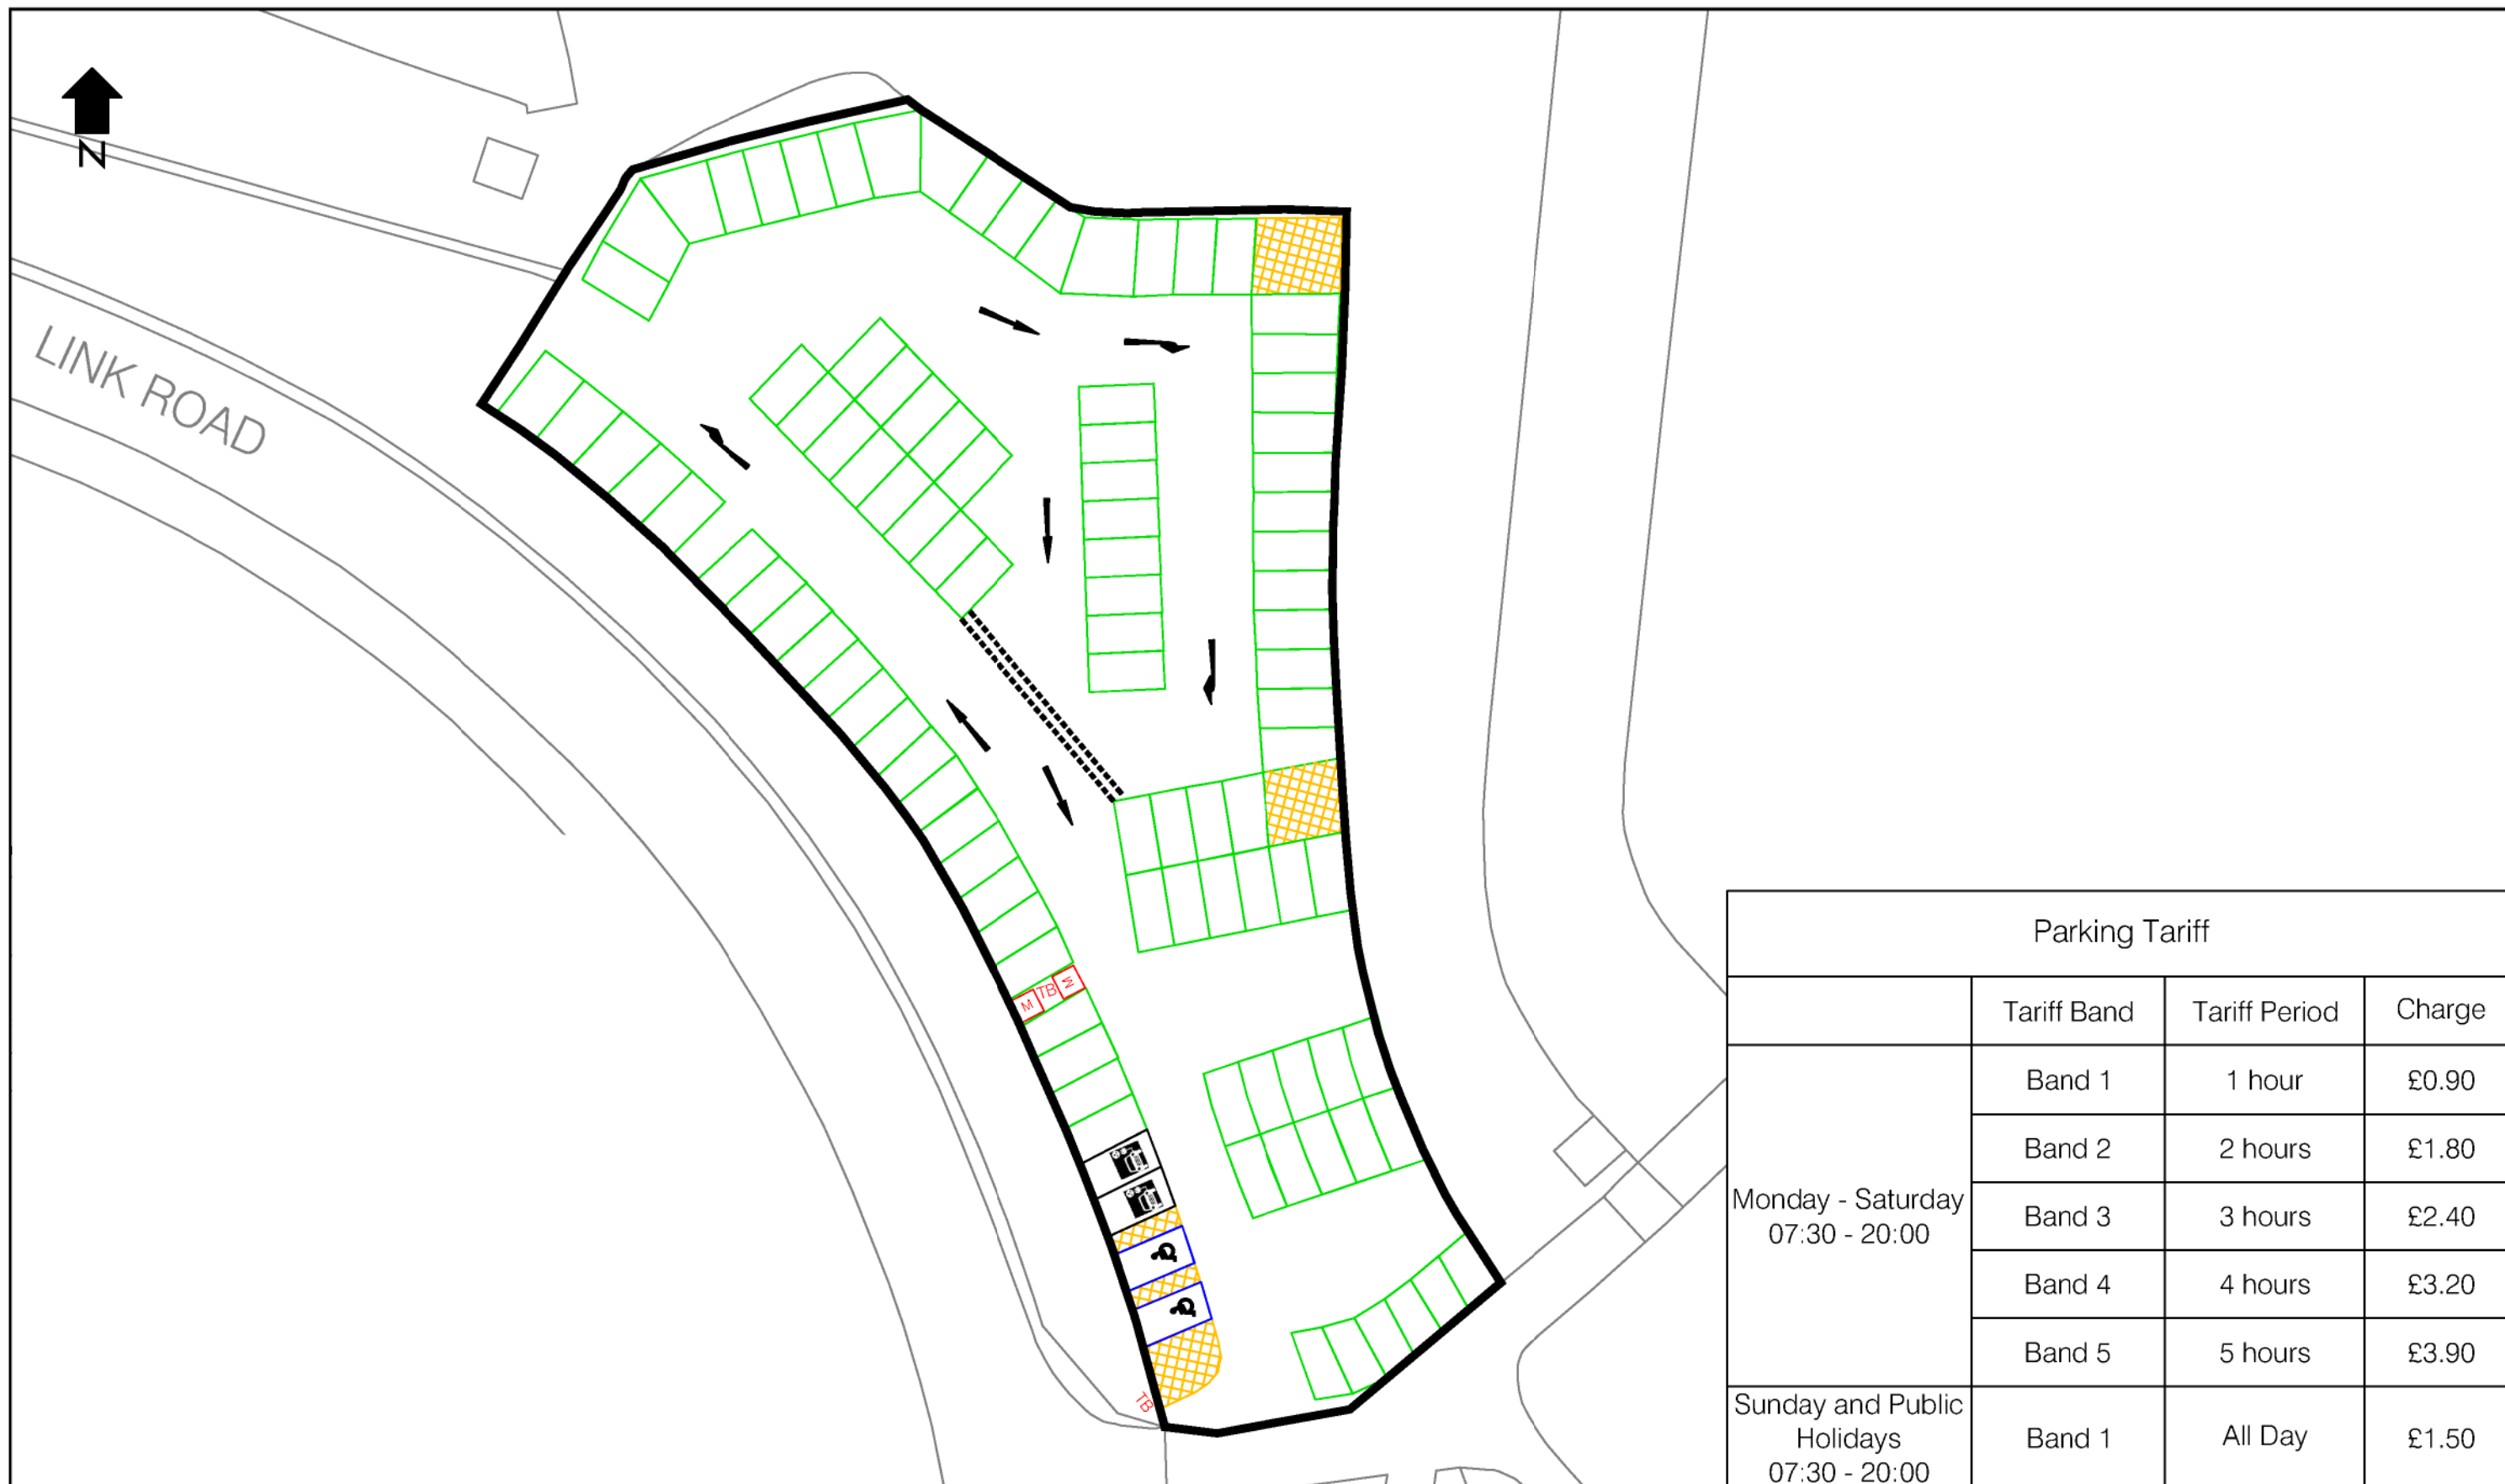 N
LINK ROAD
M
TB
M
TB
Parking Tariff
Tariff Band Tariff Period Charge
Monday - Saturday
07:30 - 20:00
Band 1 1 hour £0.90
Band 2 2 hours £1.80
Band 3 3 hours £2.40
Band 4 4 hours £3.20
Band 5 5 hours £3.90
Sunday and Public
Holidays
07:30 - 20:00
Band 1 All Day £1.50